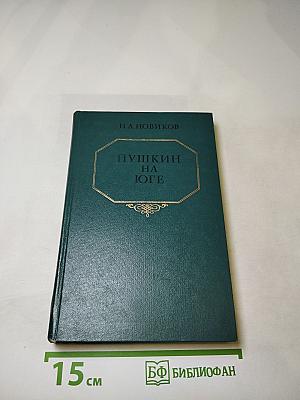 И.А.НОВИКОВ
ПУШКИН
НА
ЮГЕ
15 см
БФ БИБЛИОФАН